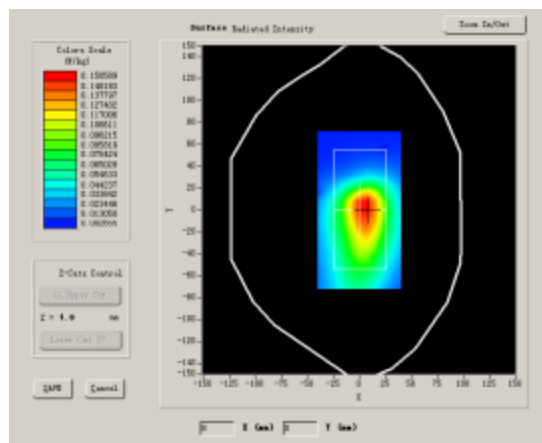 Surface Radiated Intensity
Zoom In/Out
Colors Scale
(W/kg)
0.158589
0.148193
0.137797
0.127402
0.117006
0.106611
0.096215
0.085819
0.075424
0.065028
0.054633
0.044237
0.033842
0.023446
0.013050
Z-Cuts Control
<< Upper Cut
Z = 4.0 mm
Lower Cut >>
SAVE
Cancel
150
140
120
100
80
60
40
20
0
-20
-40
-60
-80
-100
-120
-140
-150
Y
-150 -125 -100 -75 -50 -25 0 25 50 75 100 125 150
X
0 X (mm) 0 Y (mm)